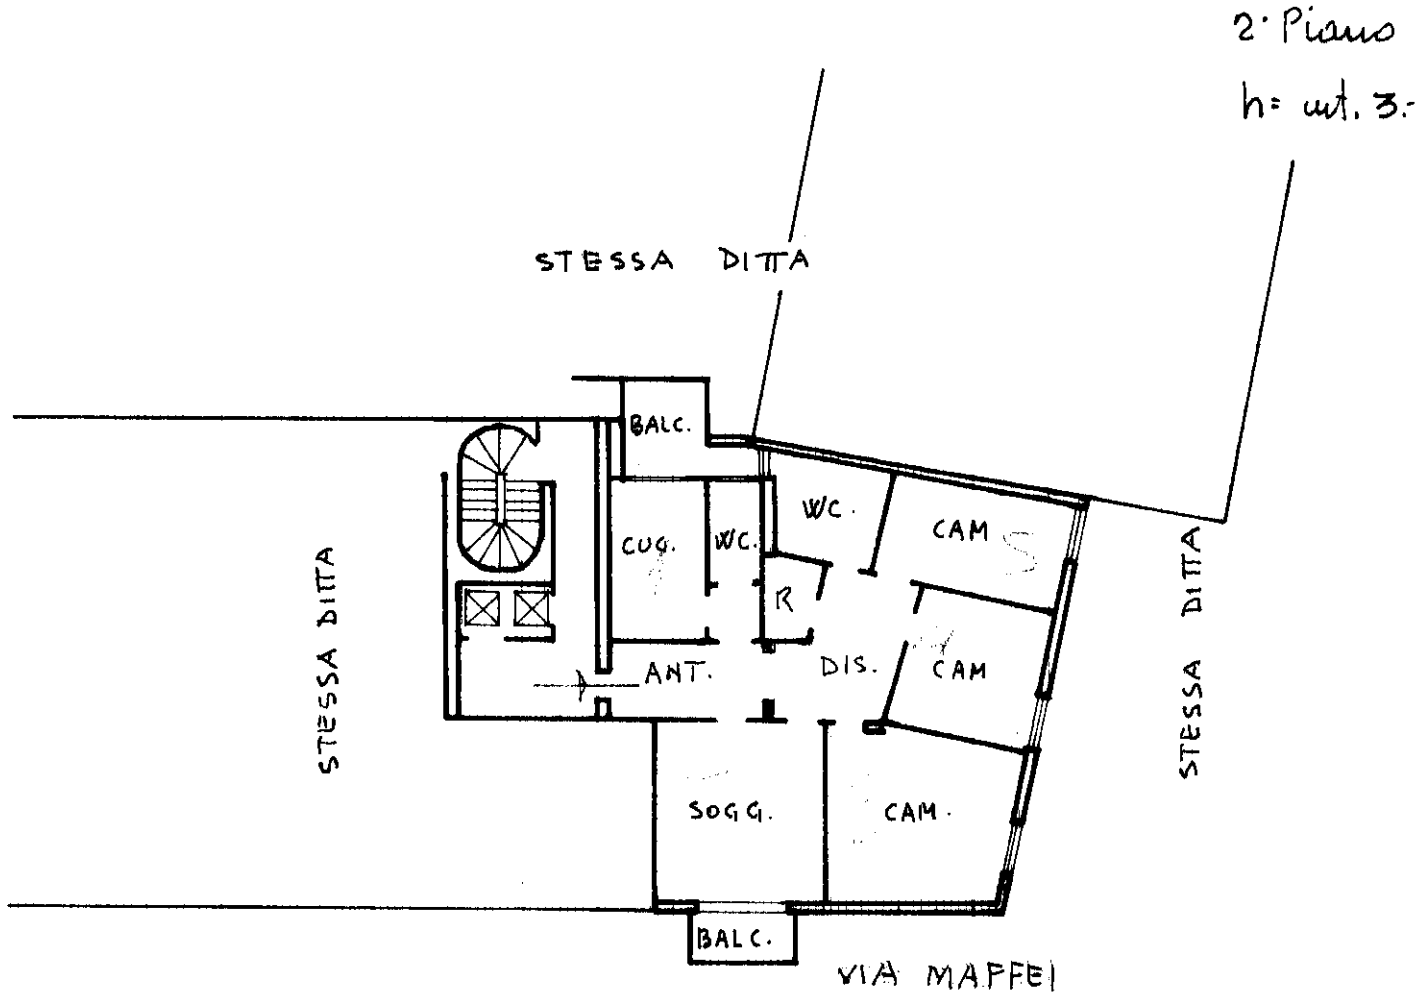 2° Piano
h= mt. 3.-
STESSA DITTA
BALC.
WC.
CAM
CUC.
WC.
R
STESSA DITTA
STESSA DITTA
ANT.
DIS.
CAM
SOGG.
CAM.
BALC.
VIA MAFFEI